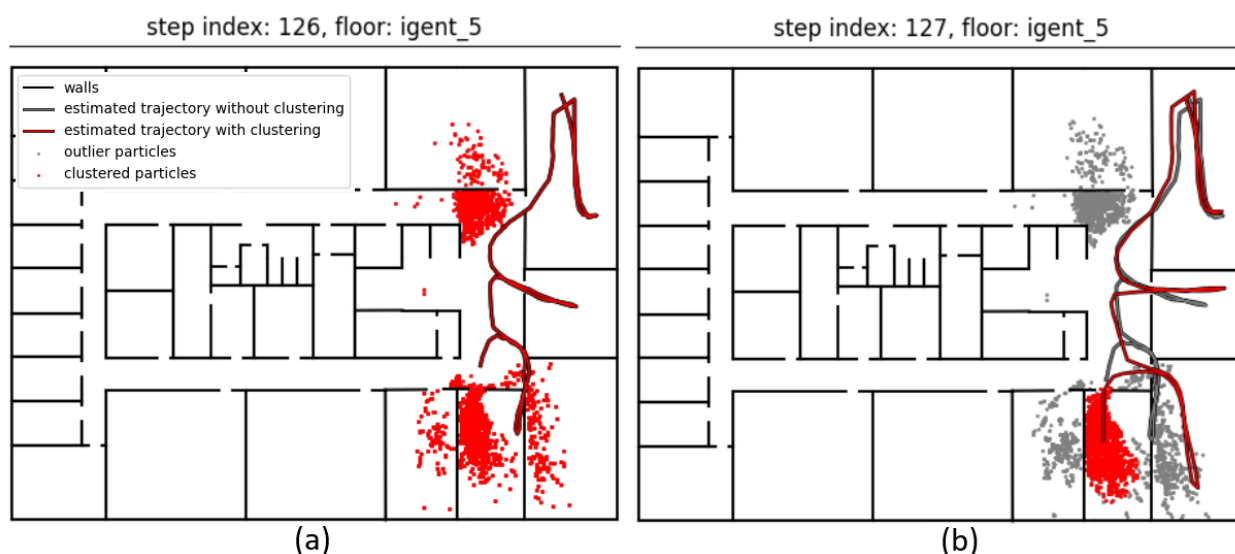 step index: 126, floor: igent_5
step index: 127, floor: igent_5
walls
estimated trajectory without clustering
estimated trajectory with clustering
outlier particles
clustered particles
(a)
(b)